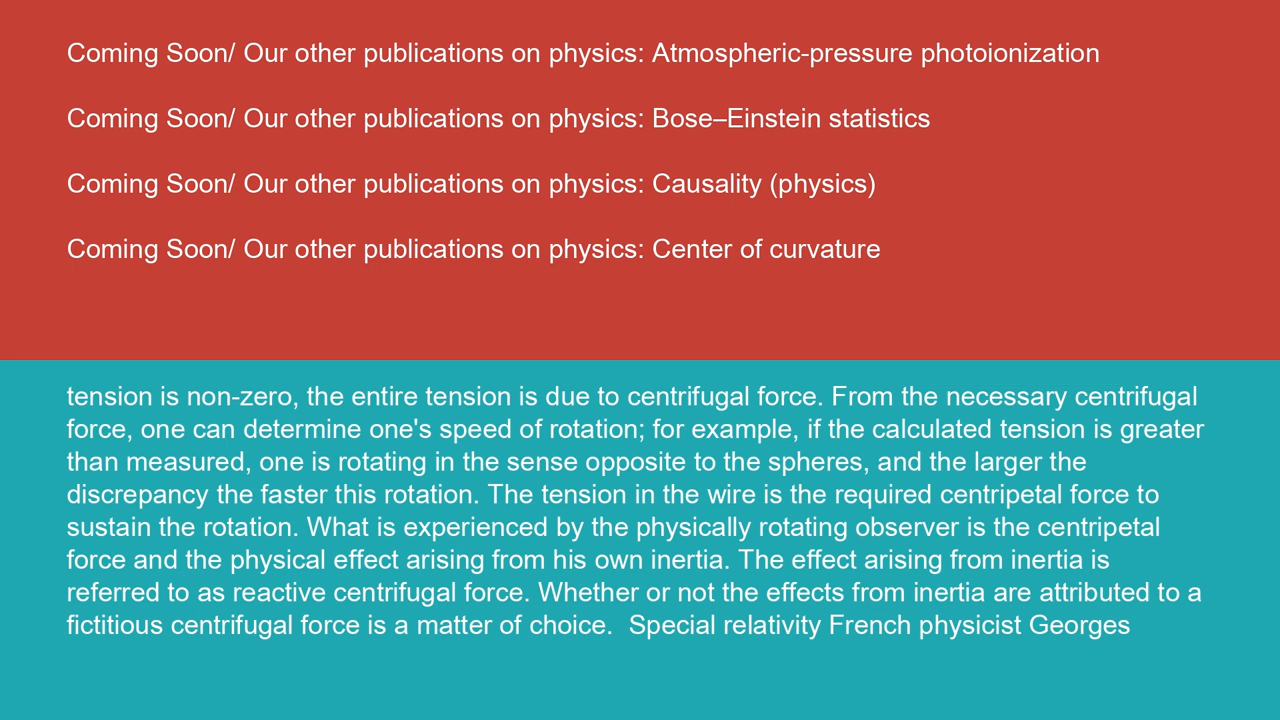 Coming Soon/ Our other publications on physics: Atmospheric-pressure photoionization
Coming Soon/ Our other publications on physics: Bose–Einstein statistics
Coming Soon/ Our other publications on physics: Causality (physics)
Coming Soon/ Our other publications on physics: Center of curvature
tension is non-zero, the entire tension is due to centrifugal force. From the necessary centrifugal
force, one can determine one's speed of rotation; for example, if the calculated tension is greater
than measured, one is rotating in the sense opposite to the spheres, and the larger the
discrepancy the faster this rotation. The tension in the wire is the required centripetal force to
sustain the rotation. What is experienced by the physically rotating observer is the centripetal
force and the physical effect arising from his own inertia. The effect arising from inertia is
referred to as reactive centrifugal force. Whether or not the effects from inertia are attributed to a
fictitious centrifugal force is a matter of choice.  Special relativity French physicist Georges